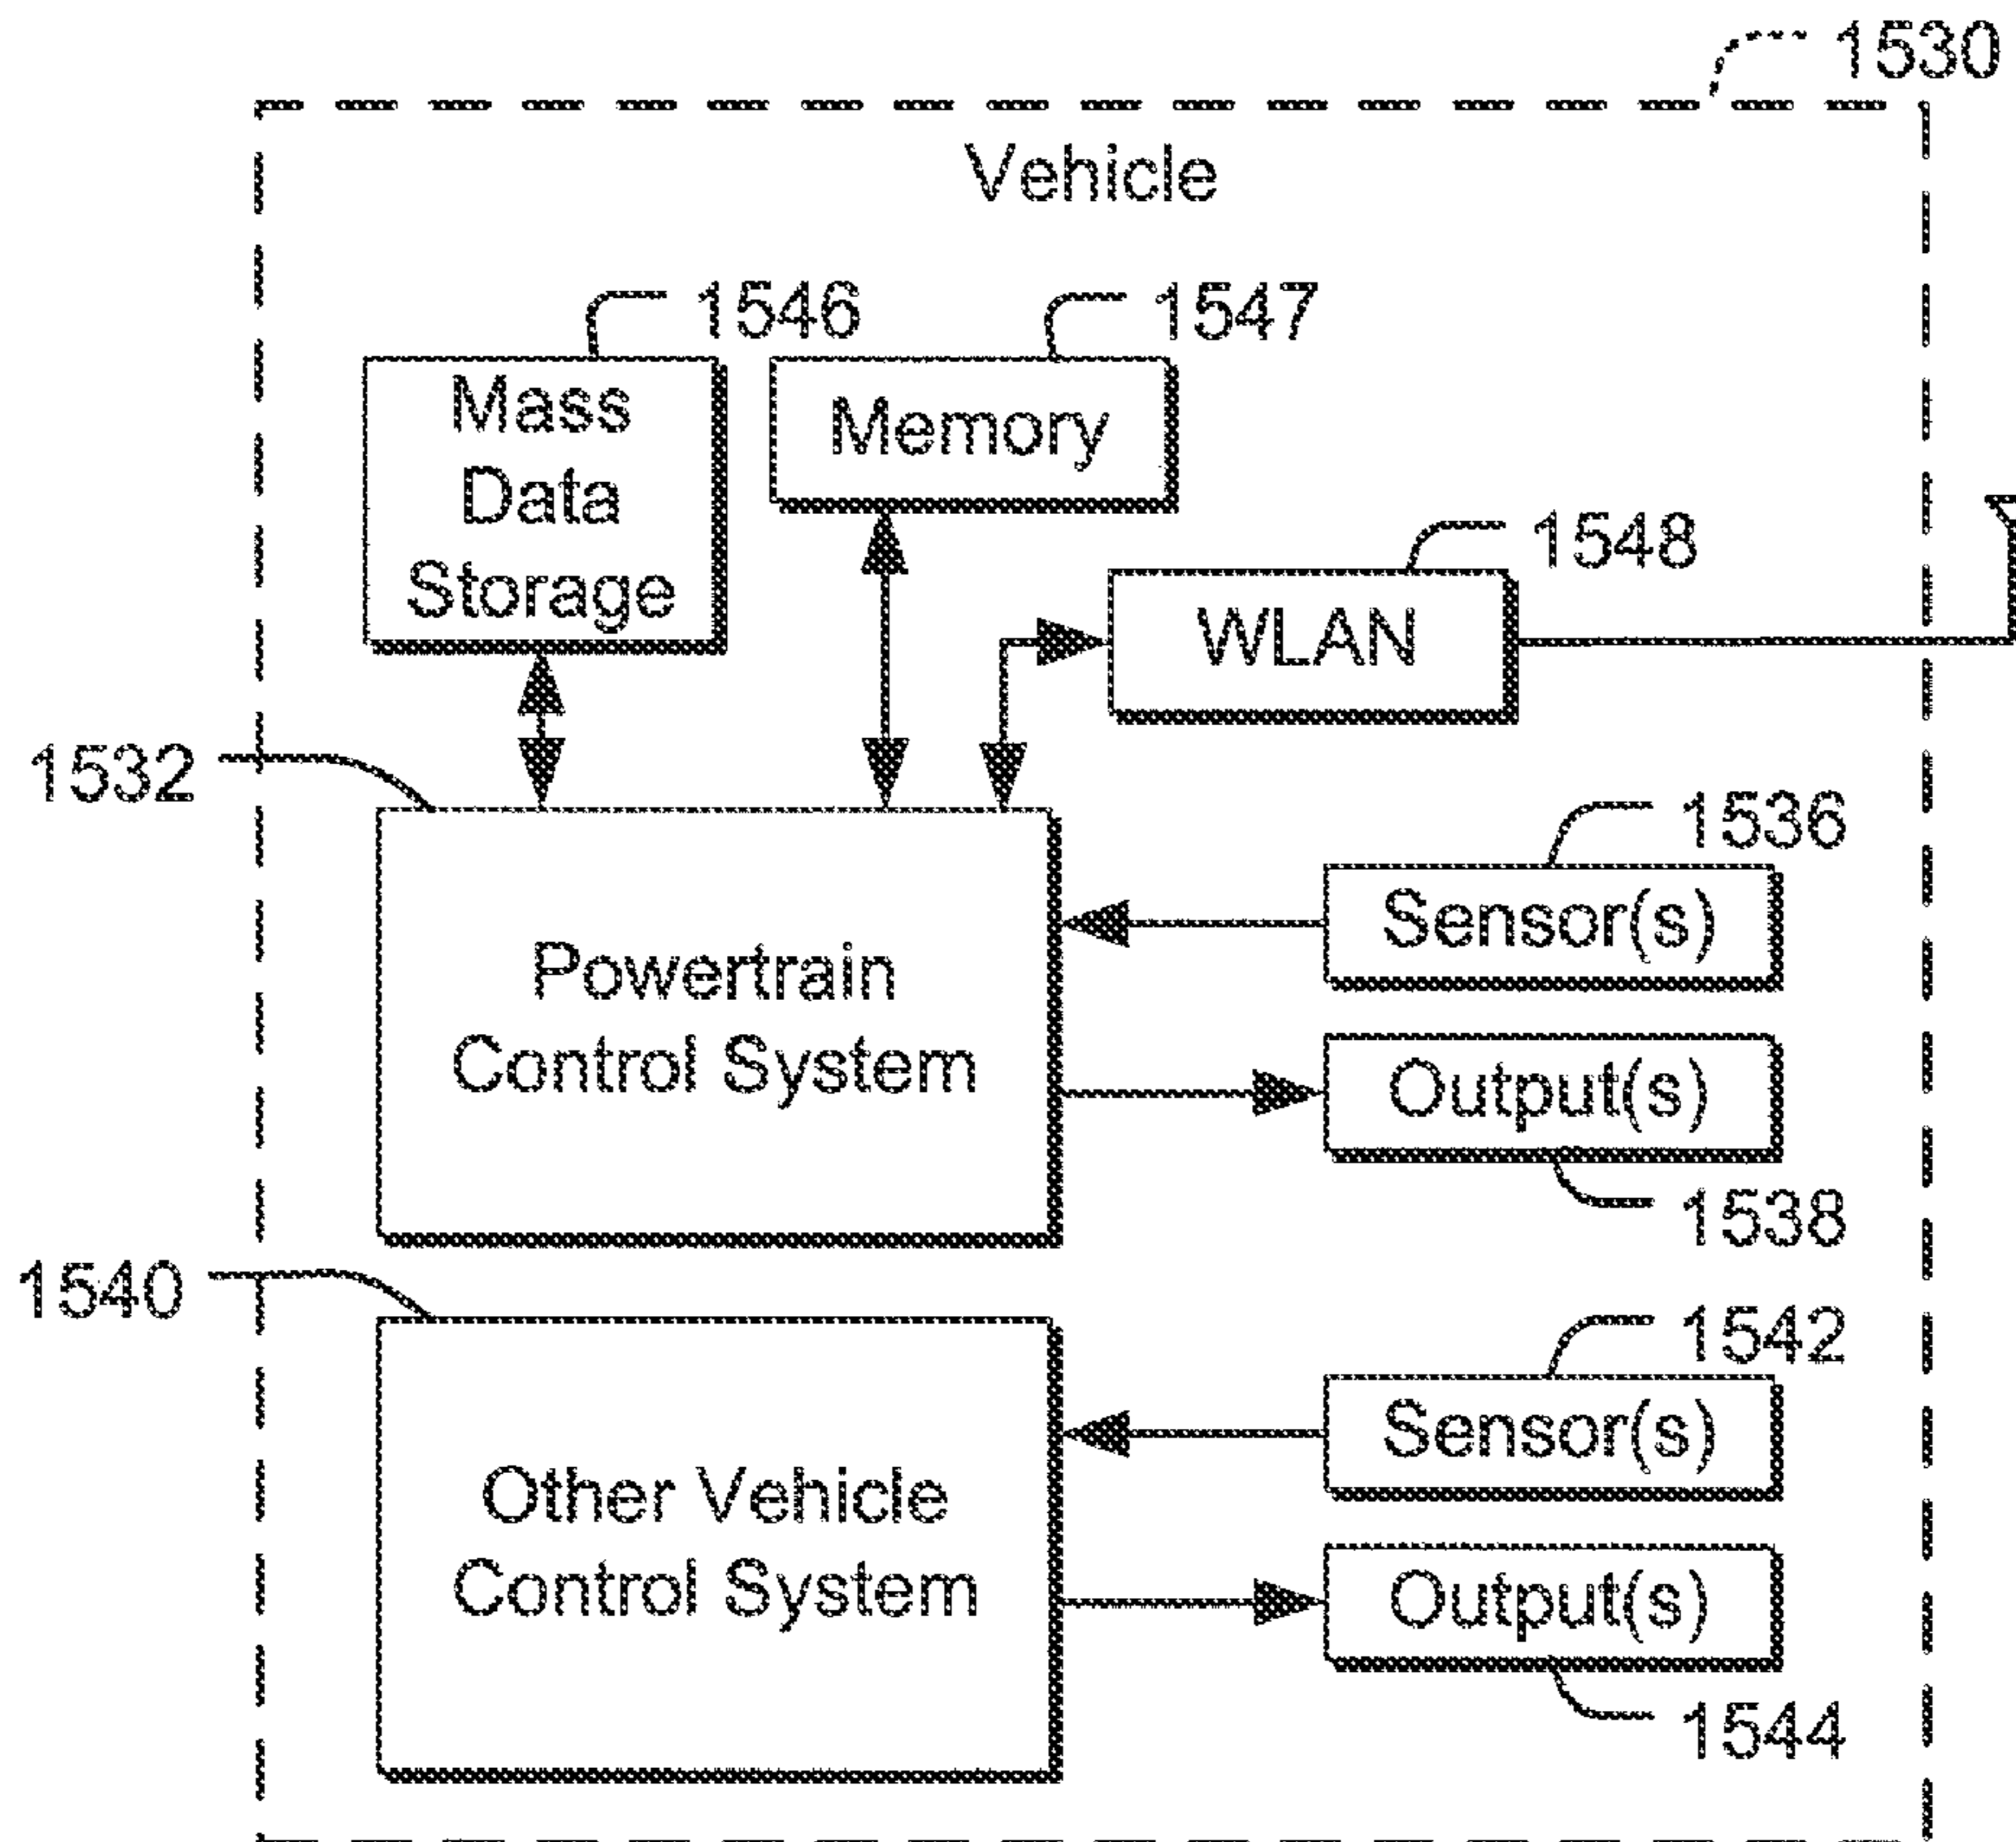 1530
Vehicle
1546
1547
Mass
Data
Storage
Memory
1548
WLAN
1532
1536
Sensor(s)
Powertrain
Control System
Output(s)
1538
1540
1542
Sensor(s)
Other Vehicle
Control System
Output(s)
1544